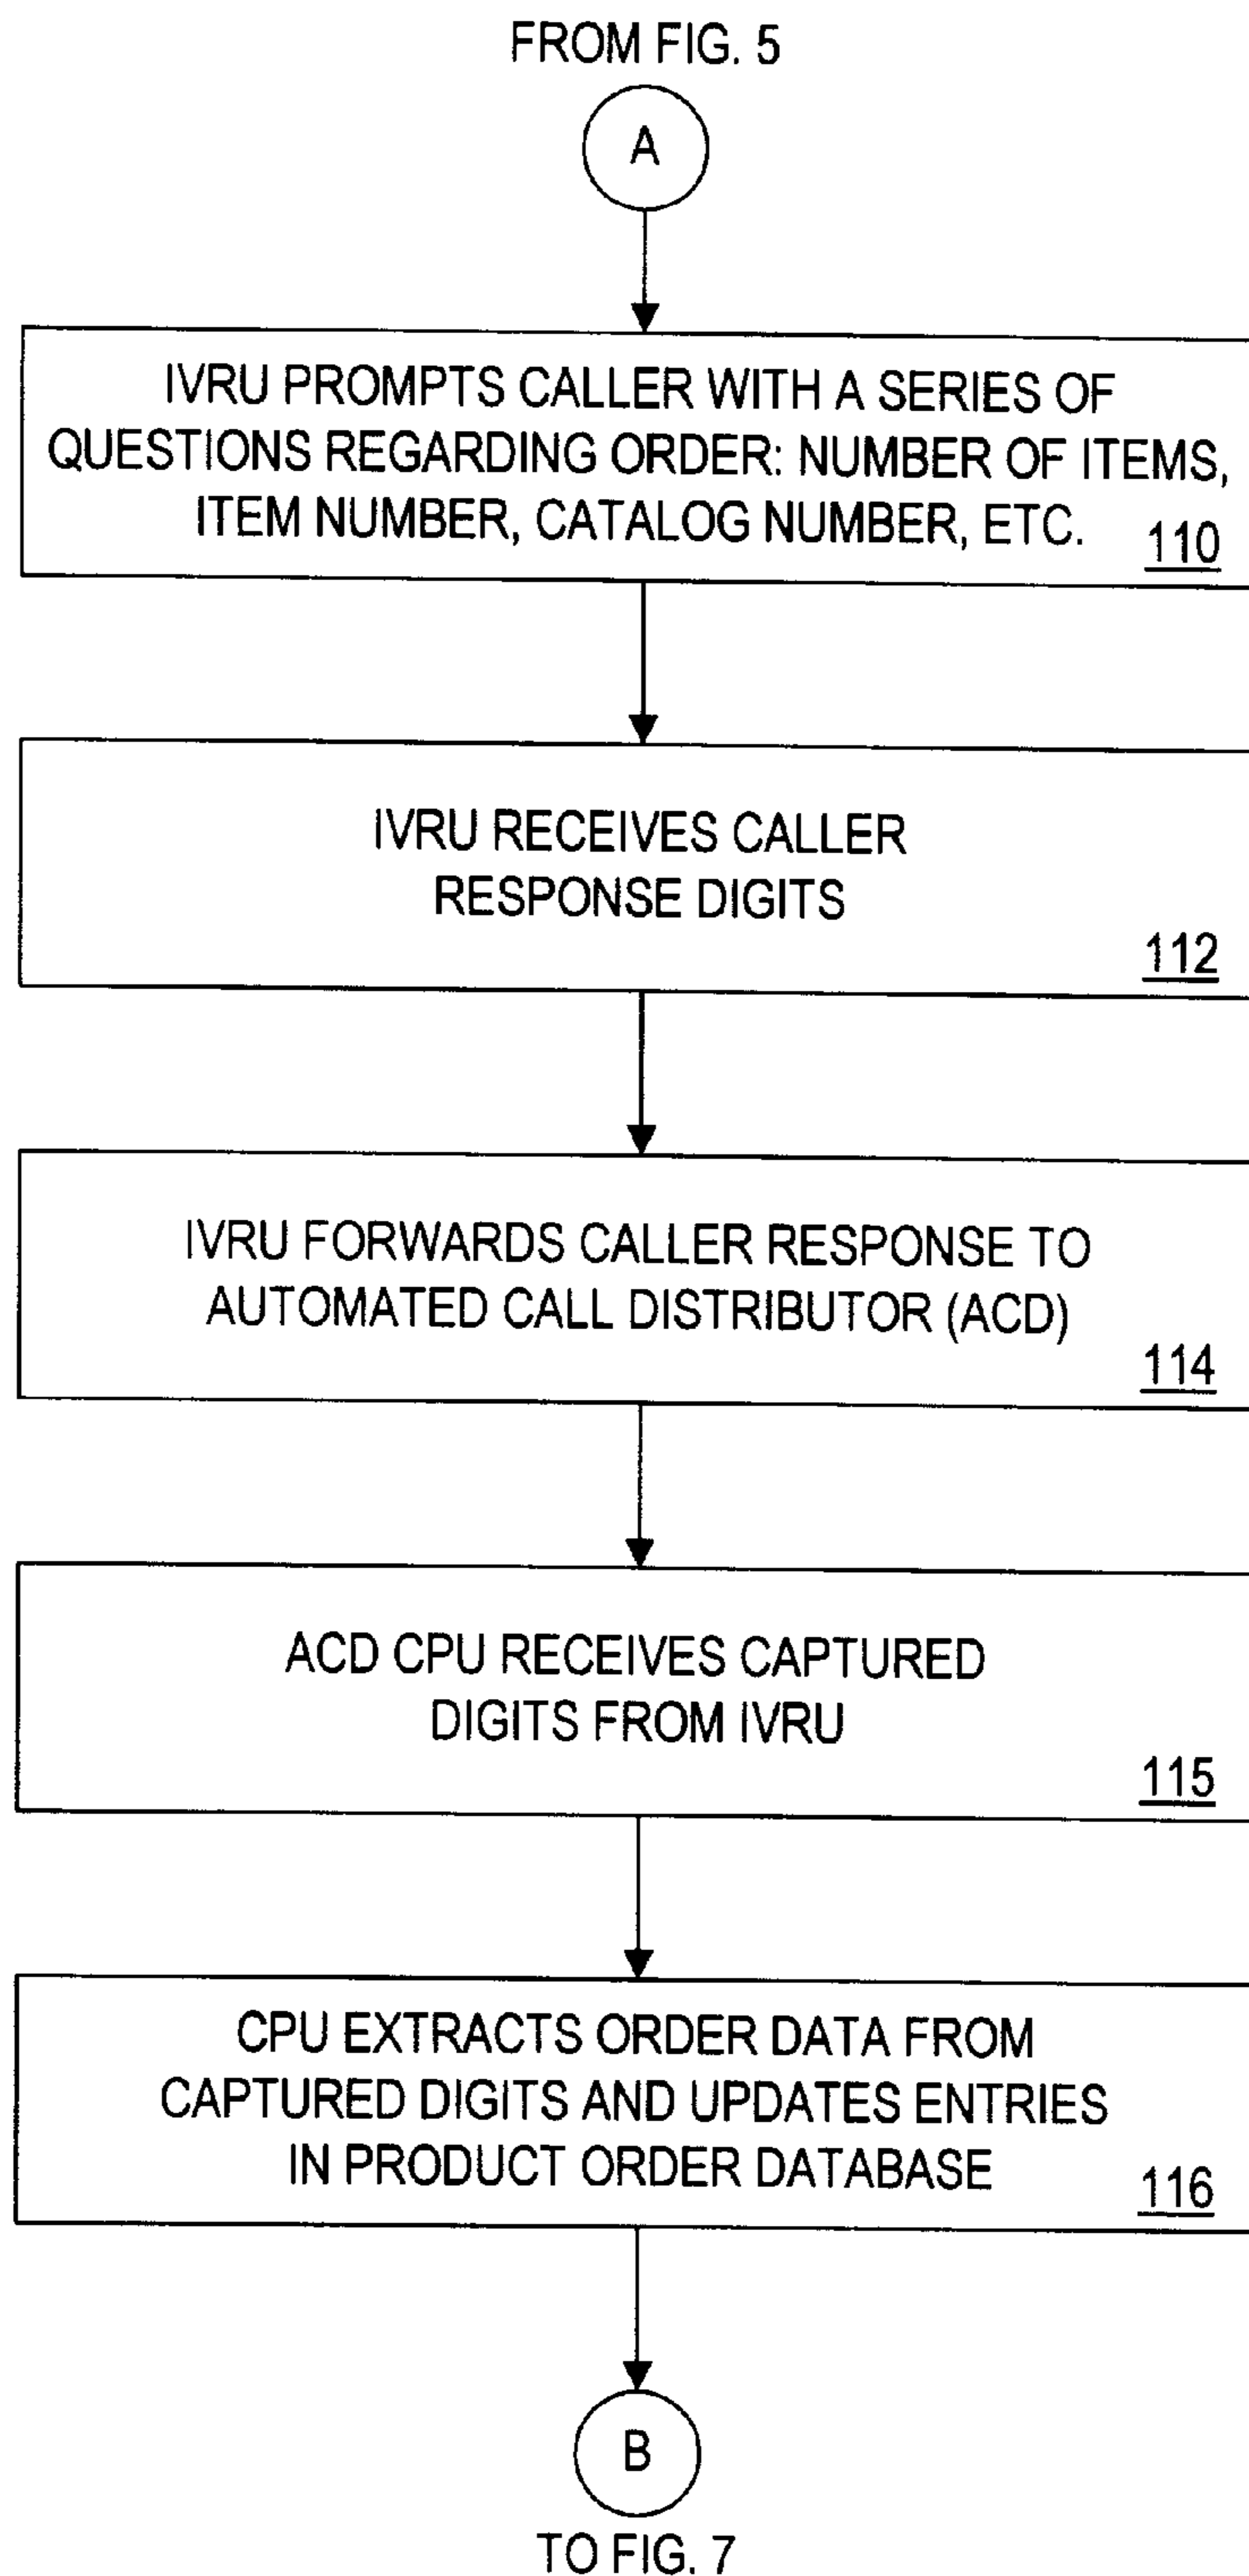 FROM FIG. 5
A
IVRU PROMPTS CALLER WITH A SERIES OF
QUESTIONS REGARDING ORDER: NUMBER OF ITEMS,
ITEM NUMBER, CATALOG NUMBER, ETC.
110
IVRU RECEIVES CALLER
RESPONSE DIGITS
112
IVRU FORWARDS CALLER RESPONSE TO
AUTOMATED CALL DISTRIBUTOR (ACD)
114
ACD CPU RECEIVES CAPTURED
DIGITS FROM IVRU
115
CPU EXTRACTS ORDER DATA FROM
CAPTURED DIGITS AND UPDATES ENTRIES
IN PRODUCT ORDER DATABASE
116
B
TO FIG. 7